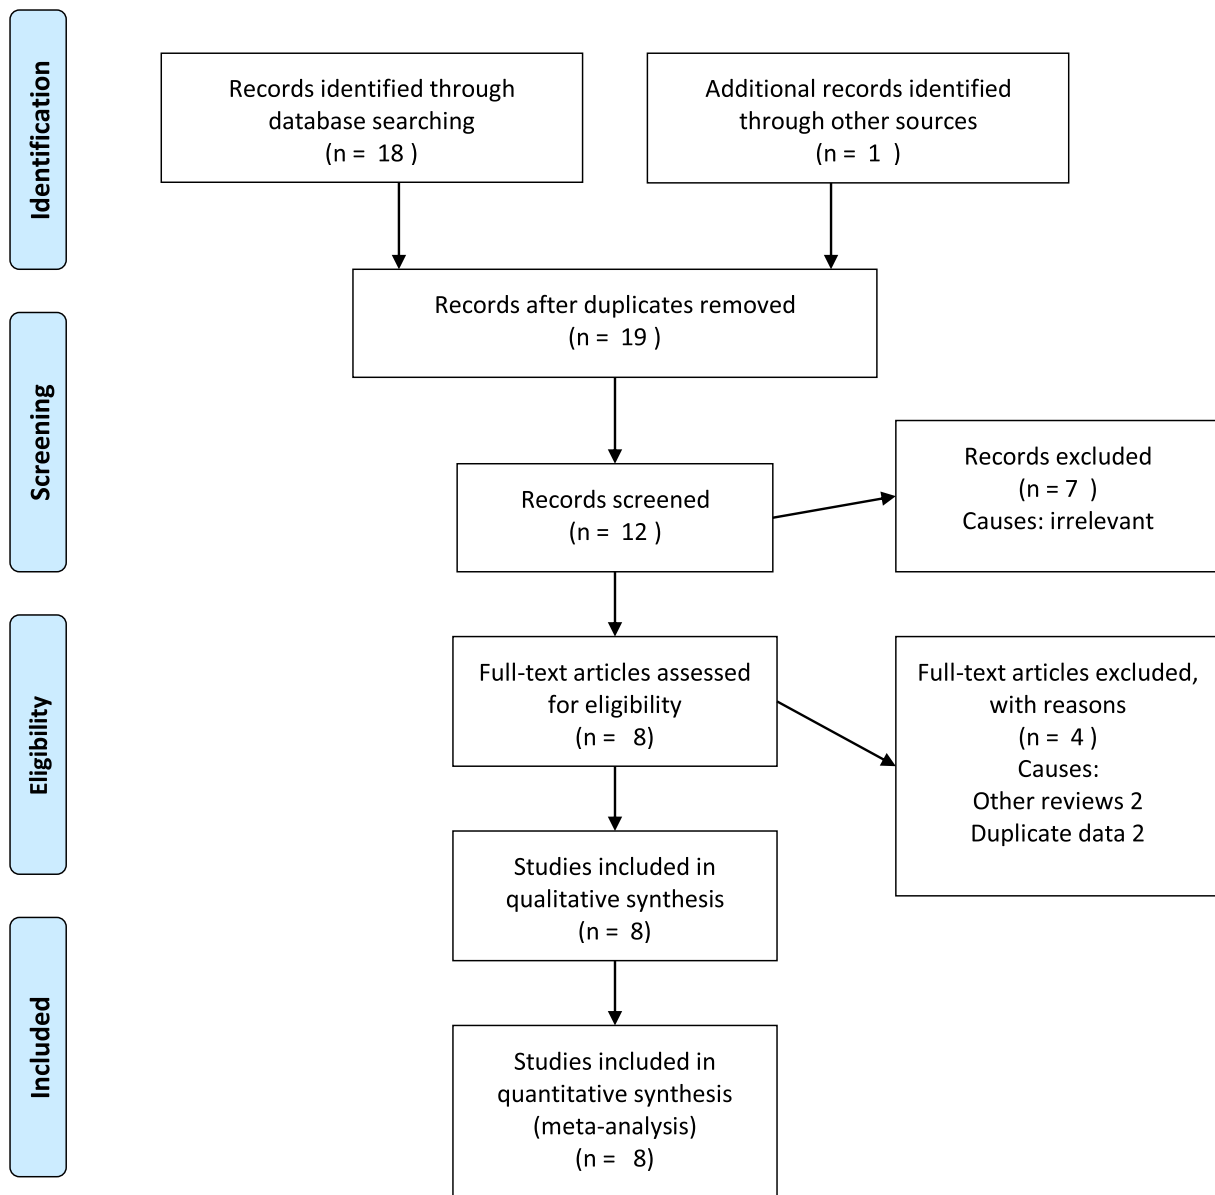 Identification
Records identified through
database searching
(n = 18 )
Additional records identified
through other sources
(n = 1 )
Records after duplicates removed
(n = 19 )
Screening
Records screened
(n = 12 )
Records excluded
(n = 7 )
Causes: irrelevant
Eligibility
Full-text articles assessed
for eligibility
(n = 8)
Full-text articles excluded,
with reasons
(n = 4 )
Causes:
Other reviews 2
Duplicate data 2
Studies included in
qualitative synthesis
(n = 8)
Included
Studies included in
quantitative synthesis
(meta-analysis)
(n = 8)